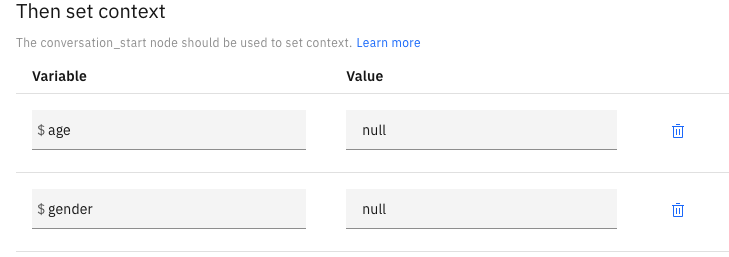 Then set context
The conversation_start node should be used to set context. Learn more
Variable Value
$ age null
$ gender null